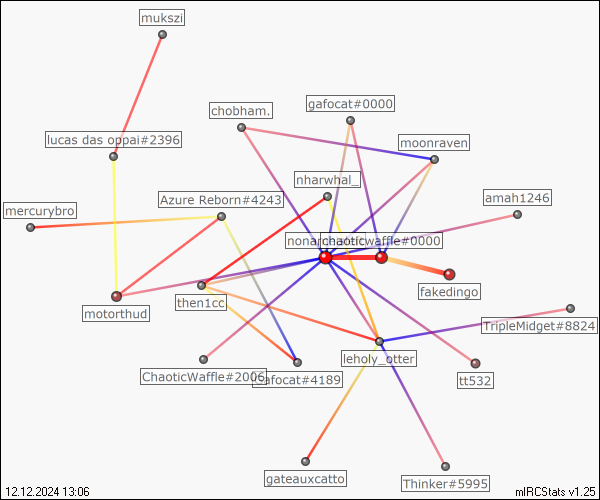 mukszi
chobham.
gafocat#0000
lucas das oppai#2396
moonraven
nharwhal_
Azure Reborn#4243
amah1246
mercurybro
chaoticwaffle#0000
fakedingo
then1cc
motorthud
TripleMidget#8824
leholy_otter
ChaoticWaffle#2006
Gafocat#4189
tt532
gateauxcatto
Thinker#5995
12.12.2024 13:06
mIRCStats v1.25